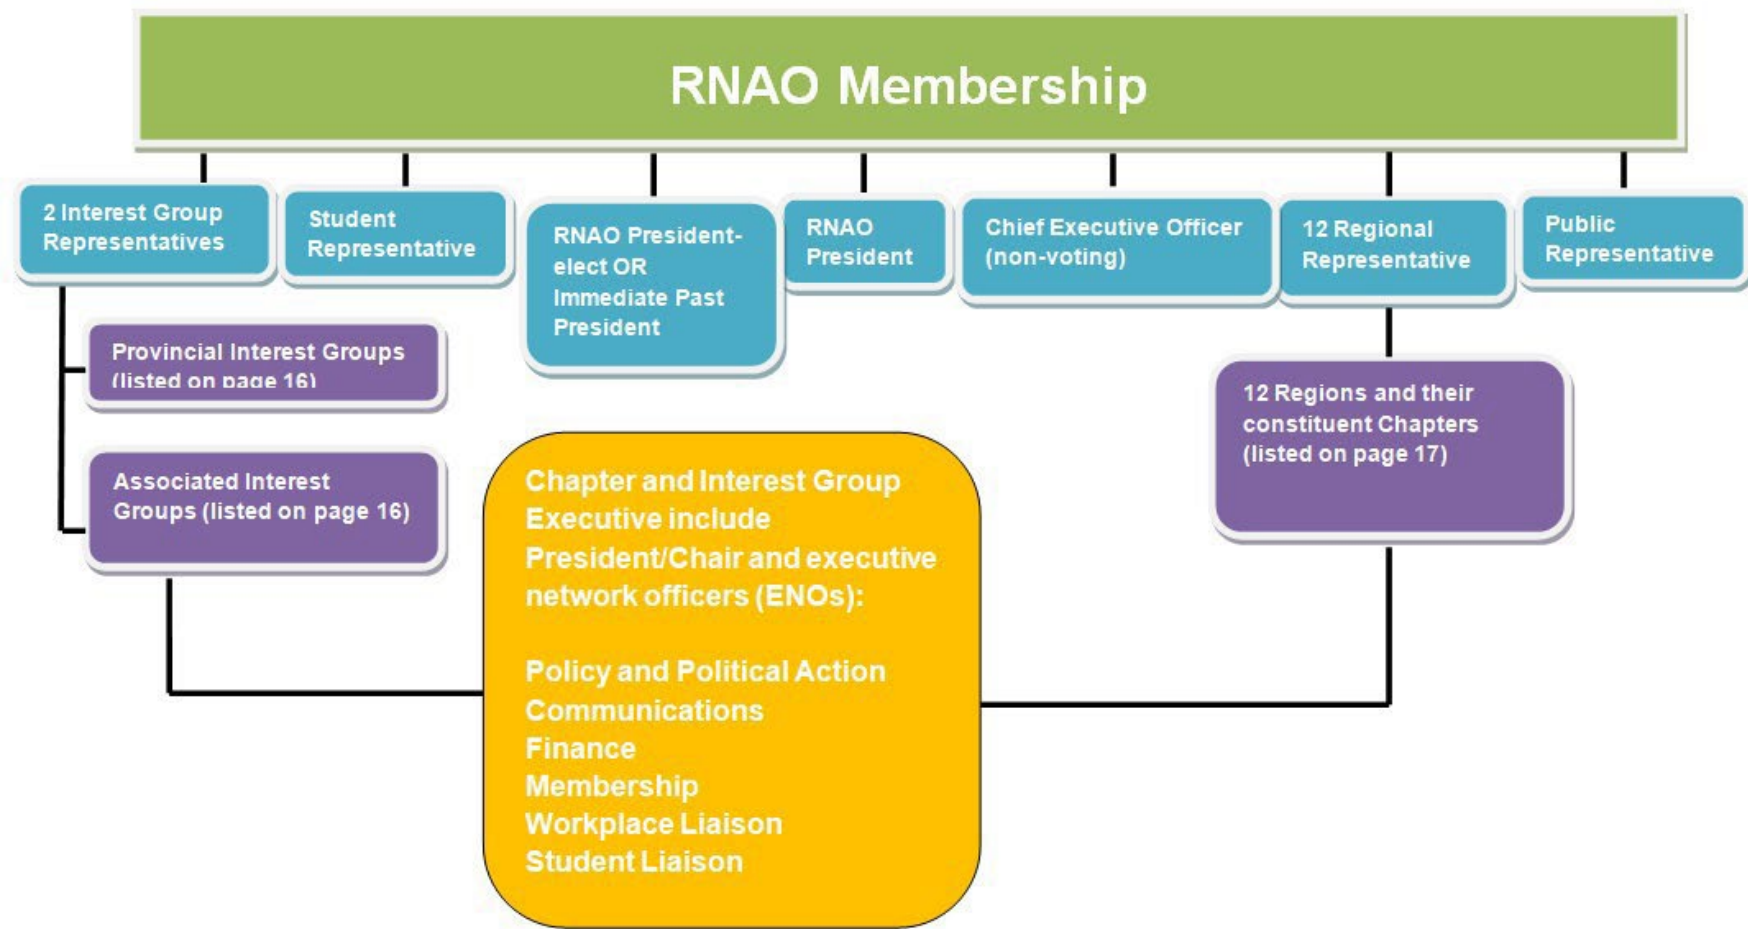 RNAO Membership
2 Interest Group
Representatives
Student
Representative
RNAO President-
elect OR
Immediate Past
President
RNAO
President
Chief Executive Officer
(non-voting)
12 Regional
Representative
Public
Representative
Provincial Interest Groups
(listed on page 16)
Associated Interest
Groups (listed on page 16)
12 Regions and their
constituent Chapters
(listed on page 17)
Chapter and Interest Group
Executive include
President/Chair and executive
network officers (ENOs):
Policy and Political Action
Communications
Finance
Membership
Workplace Liaison
Student Liaison